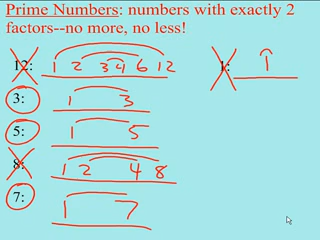 Prime Numbers: numbers with exactly 2
factors--no more, no less!
12: 1 2 3 4 6 12
3: 1 3
5: 1 5
8: 1 2 4 8
7: 1 7
1: 1